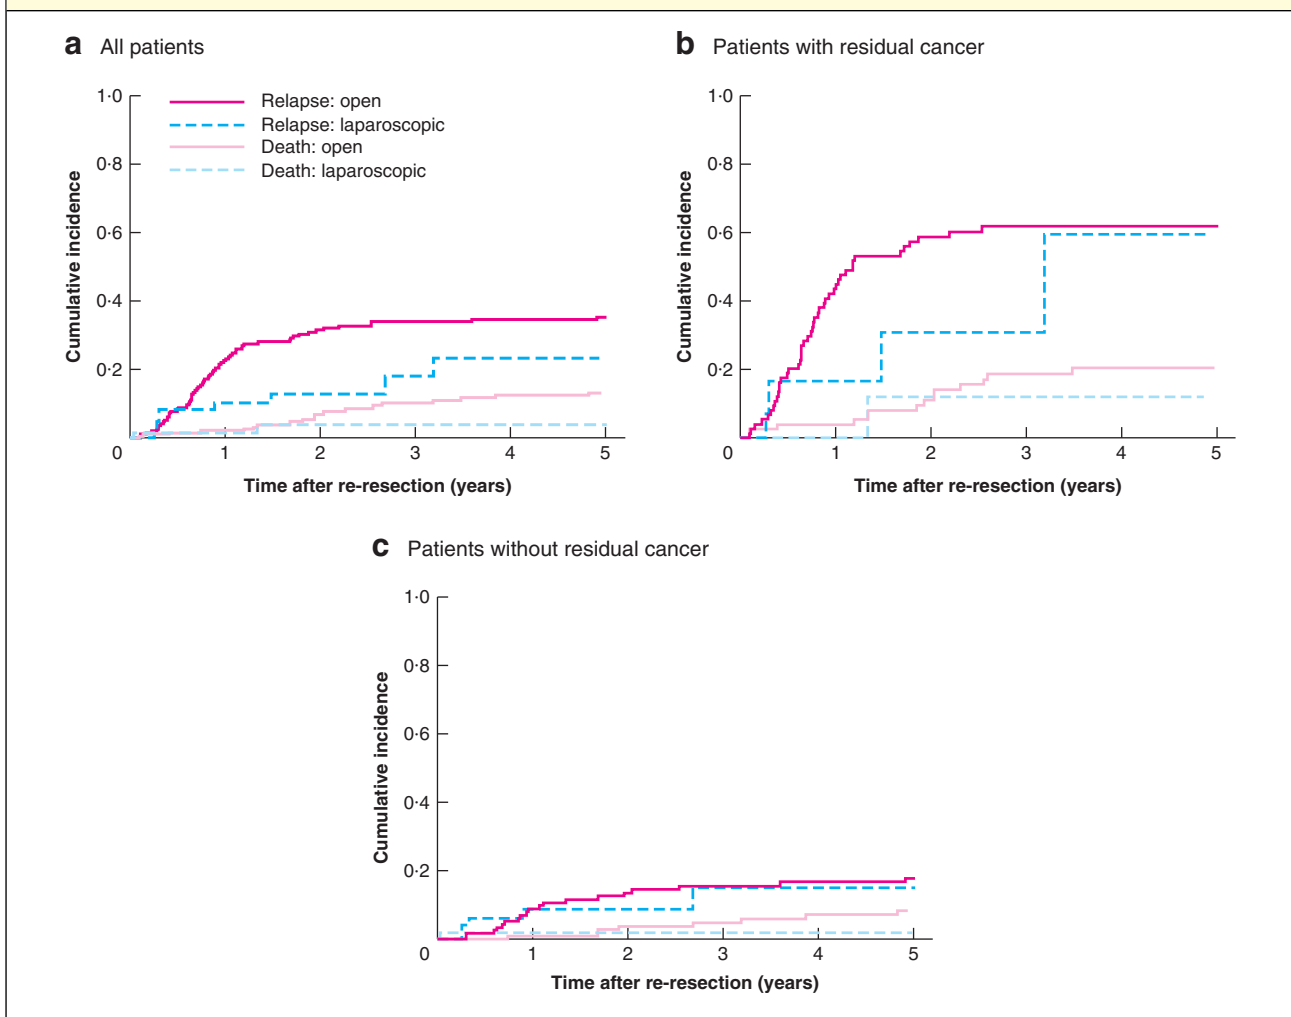 a All patients
1·0
0·8
0·6
0·4
0·2
0
Cumulative incidence
Relapse: open
Relapse: laparoscopic
Death: open
Death: laparoscopic
0 1 2 3 4 5
Time after re-resection (years)
b Patients with residual cancer
1·0
0·8
0·6
0·4
0·2
0
Cumulative incidence
0 1 2 3 4 5
Time after re-resection (years)
c Patients without residual cancer
1·0
0·8
0·6
0·4
0·2
Cumulative incidence
0 1 2 3 4 5
Time after re-resection (years)